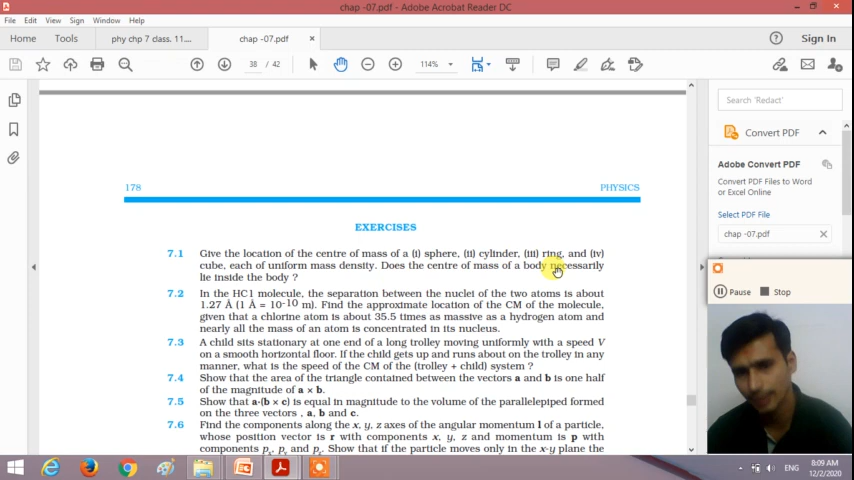 chap -07.pdf - Adobe Acrobat Reader DC
File Edit View Sign Window Help
Home Tools phy chp 7 class. 11.... chap -07.pdf × Sign In
38 / 42 114%
Search 'Redact'
Convert PDF
Adobe Convert PDF
Convert PDF Files to Word
or Excel Online
Select PDF File
chap -07.pdf
Pause Stop
178 PHYSICS
EXERCISES
7.1 Give the location of the centre of mass of a (i) sphere, (ii) cylinder, (iii) ring, and (iv)
cube, each of uniform mass density. Does the centre of mass of a body necessarily
lie inside the body ?
7.2 In the HC1 molecule, the separation between the nuclei of the two atoms is about
1.27 Å (1 Å = 10-10 m). Find the approximate location of the CM of the molecule,
given that a chlorine atom is about 35.5 times as massive as a hydrogen atom and
nearly all the mass of an atom is concentrated in its nucleus.
7.3 A child sits stationary at one end of a long trolley moving uniformly with a speed V
on a smooth horizontal floor. If the child gets up and runs about on the trolley in any
manner, what is the speed of the CM of the (trolley + child) system ?
7.4 Show that the area of the triangle contained between the vectors a and b is one half
of the magnitude of a × b.
7.5 Show that a.(b × c) is equal in magnitude to the volume of the parallelepiped formed
on the three vectors , a, b and c.
7.6 Find the components along the x, y, z axes of the angular momentum l of a particle,
whose position vector is r with components x, y, z and momentum is p with
components px, py and pz. Show that if the particle moves only in the x-y plane the
ENG
8:09 AM
12/2/2020